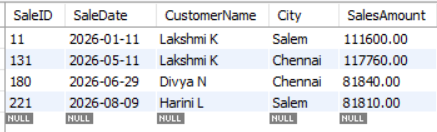 SaleID SaleDate CustomerName City SalesAmount
11 2026-01-11 Lakshmi K Salem 111600.00
131 2026-05-11 Lakshmi K Chennai 117760.00
180 2026-06-29 Divya N Chennai 81840.00
221 2026-08-09 Harini L Salem 81810.00
NULL NULL NULL NULL NULL